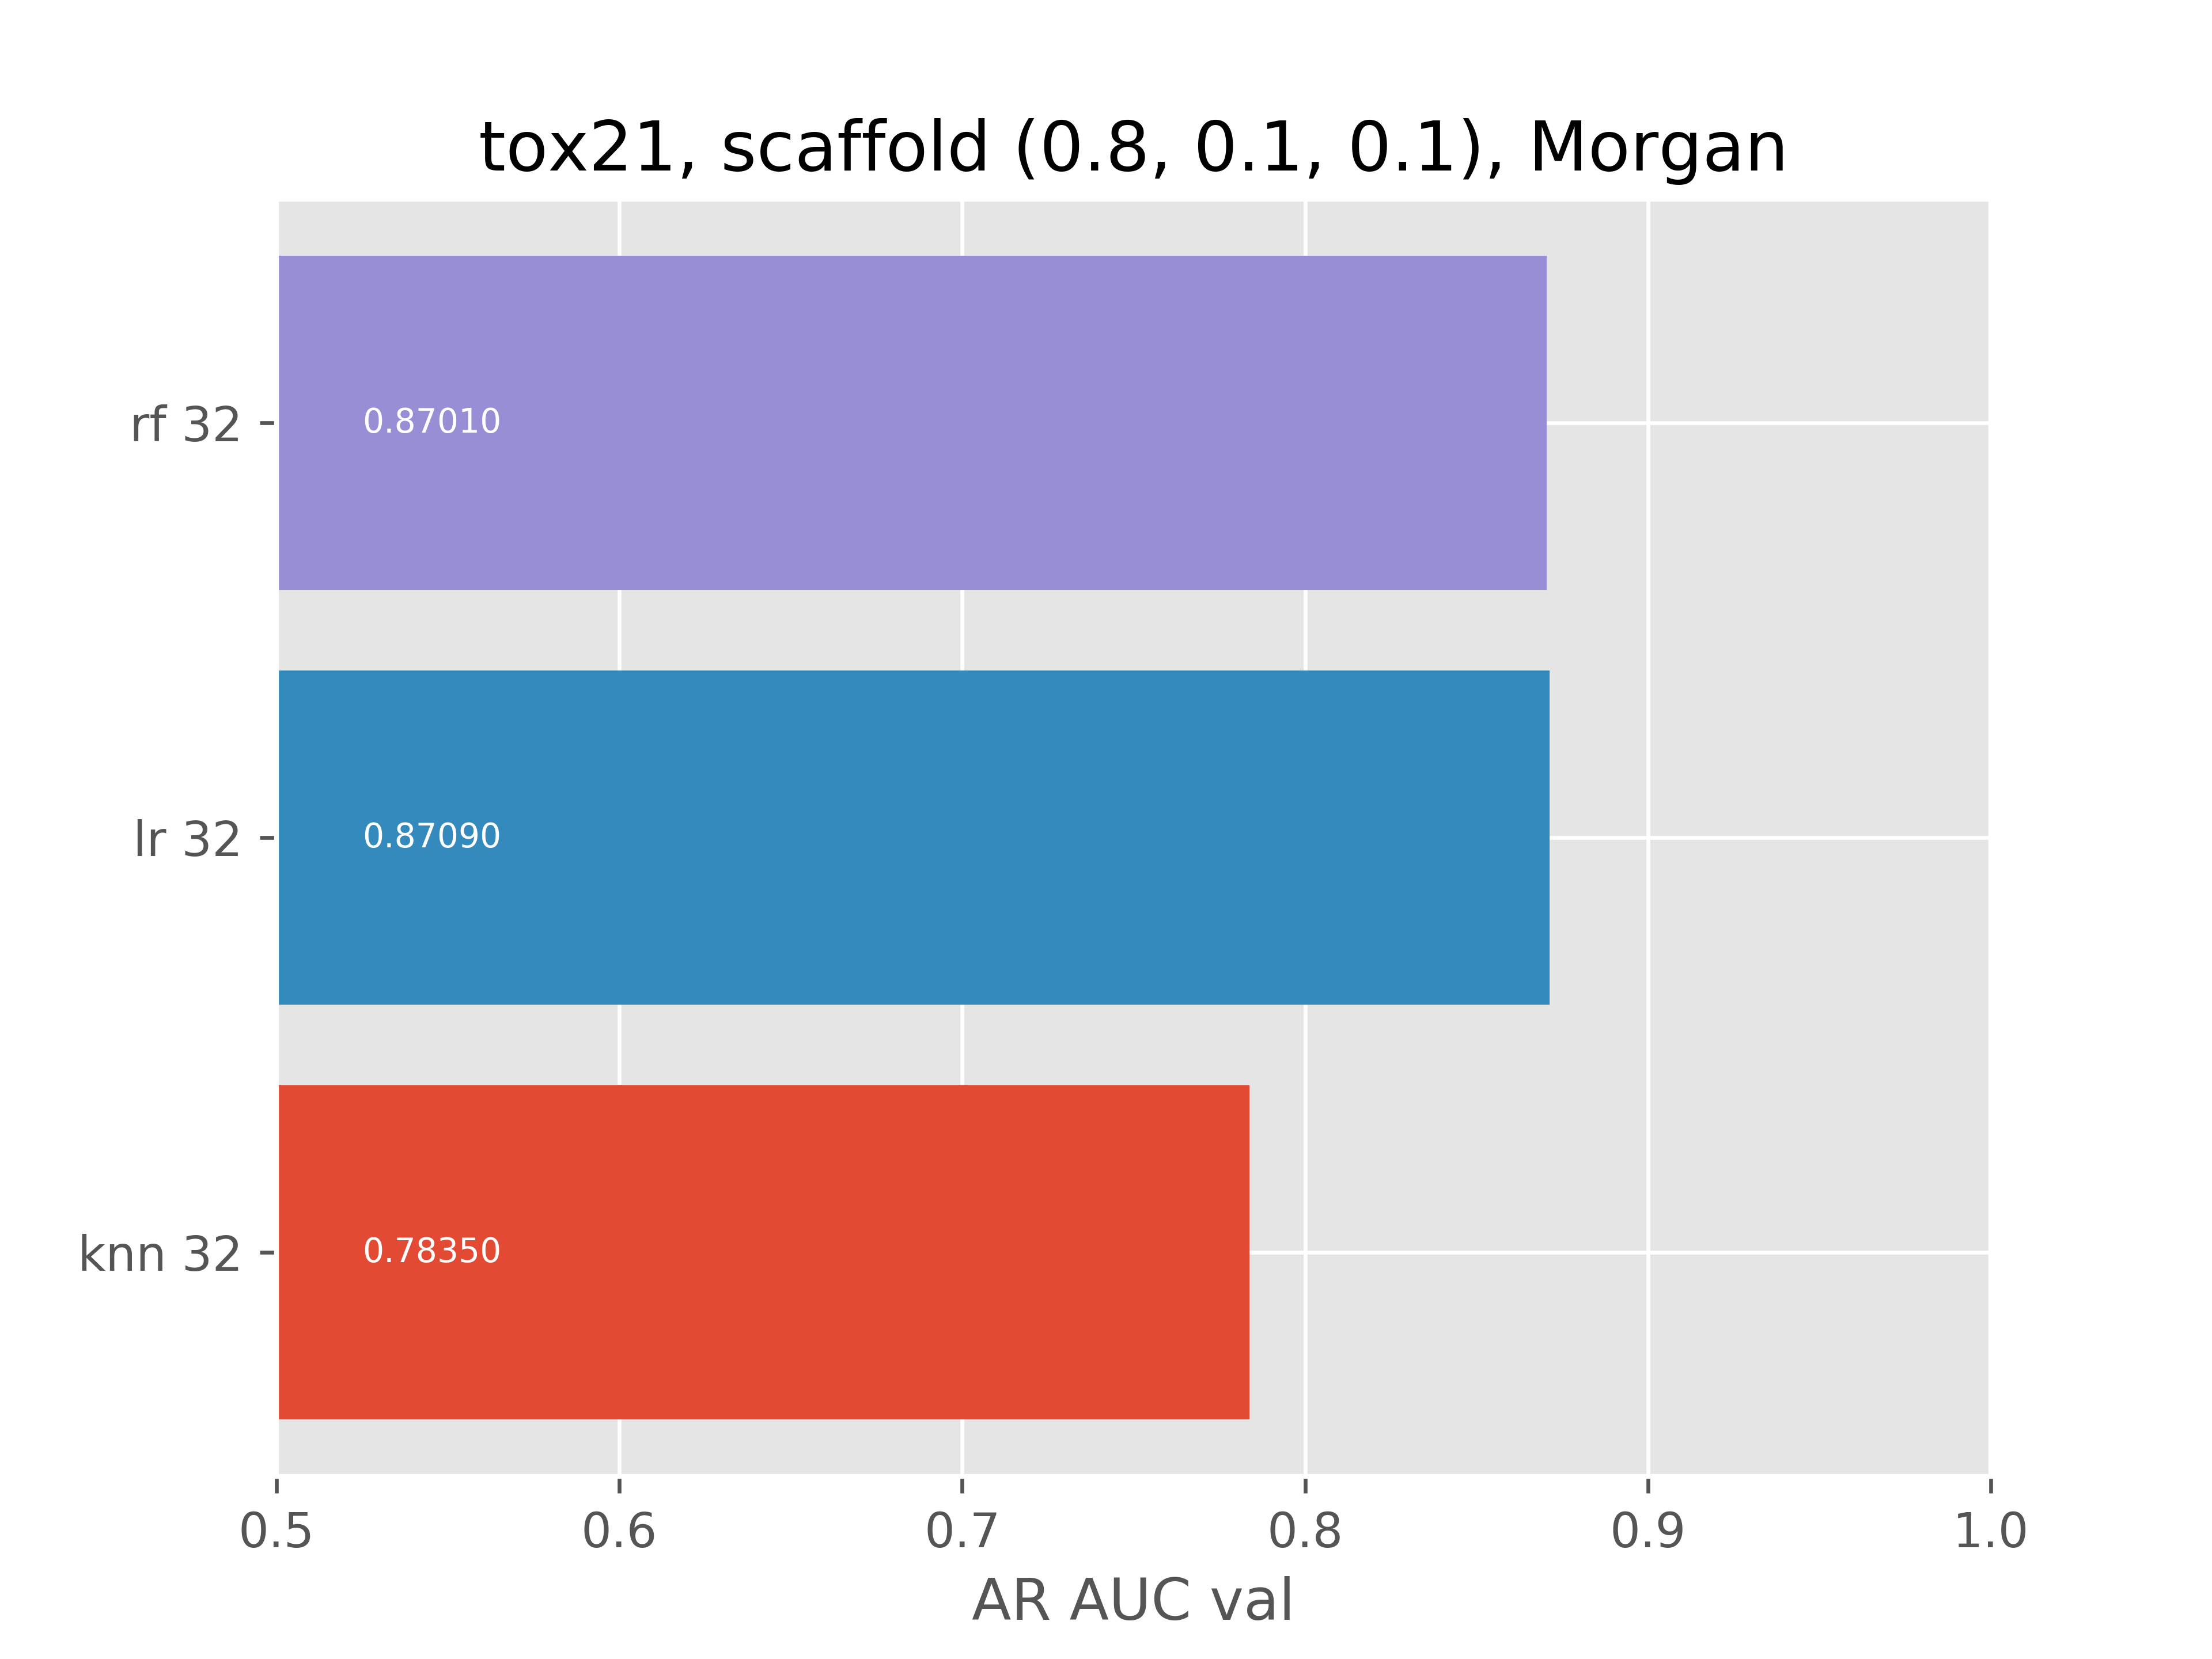 tox21, scaffold (0.8, 0.1, 0.1), Morgan
rf 32
0.87010
lr 32
0.87090
knn 32
0.78350
0.5 0.6 0.7 0.8 0.9 1.0
AR AUC val